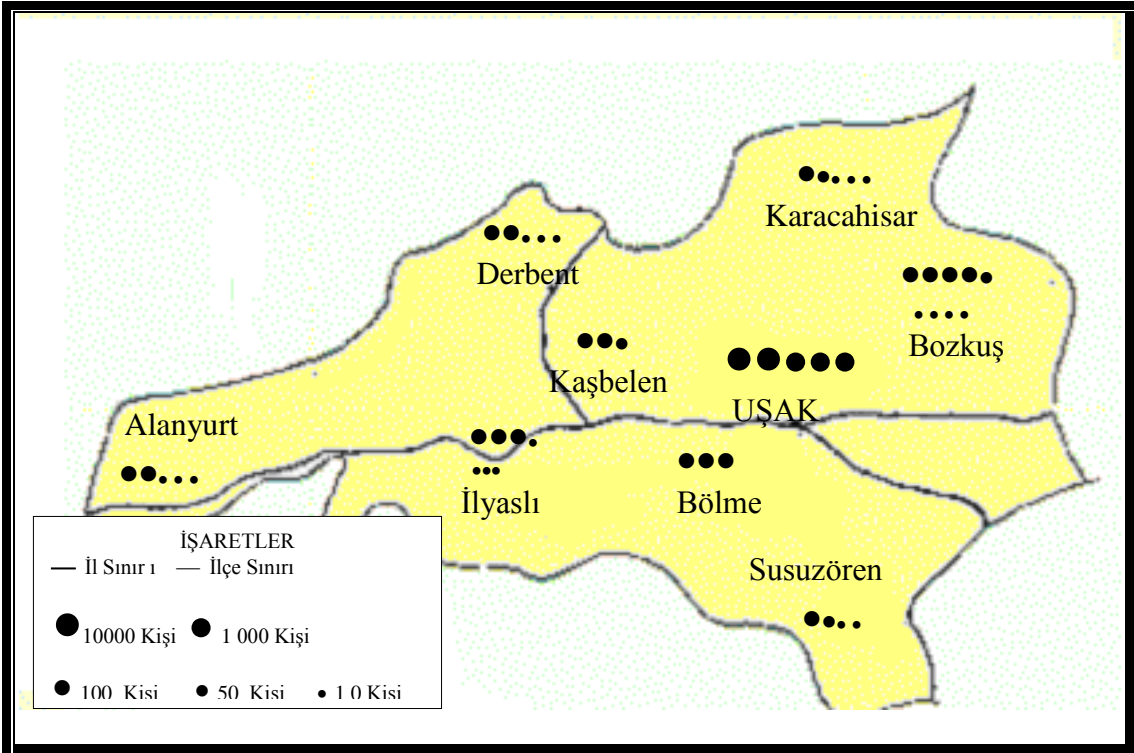 Karacahisar
Derbent
Bozkuş
Kaşbelen
UŞAK
Alanyurt
İlyaslı
Bölme
Susuzören
İŞARETLER
İl Sınır ı İlçe Sınırı
10000 Kişi 1 000 Kişi
100 Kişi 50 Kişi 1 0 Kişi